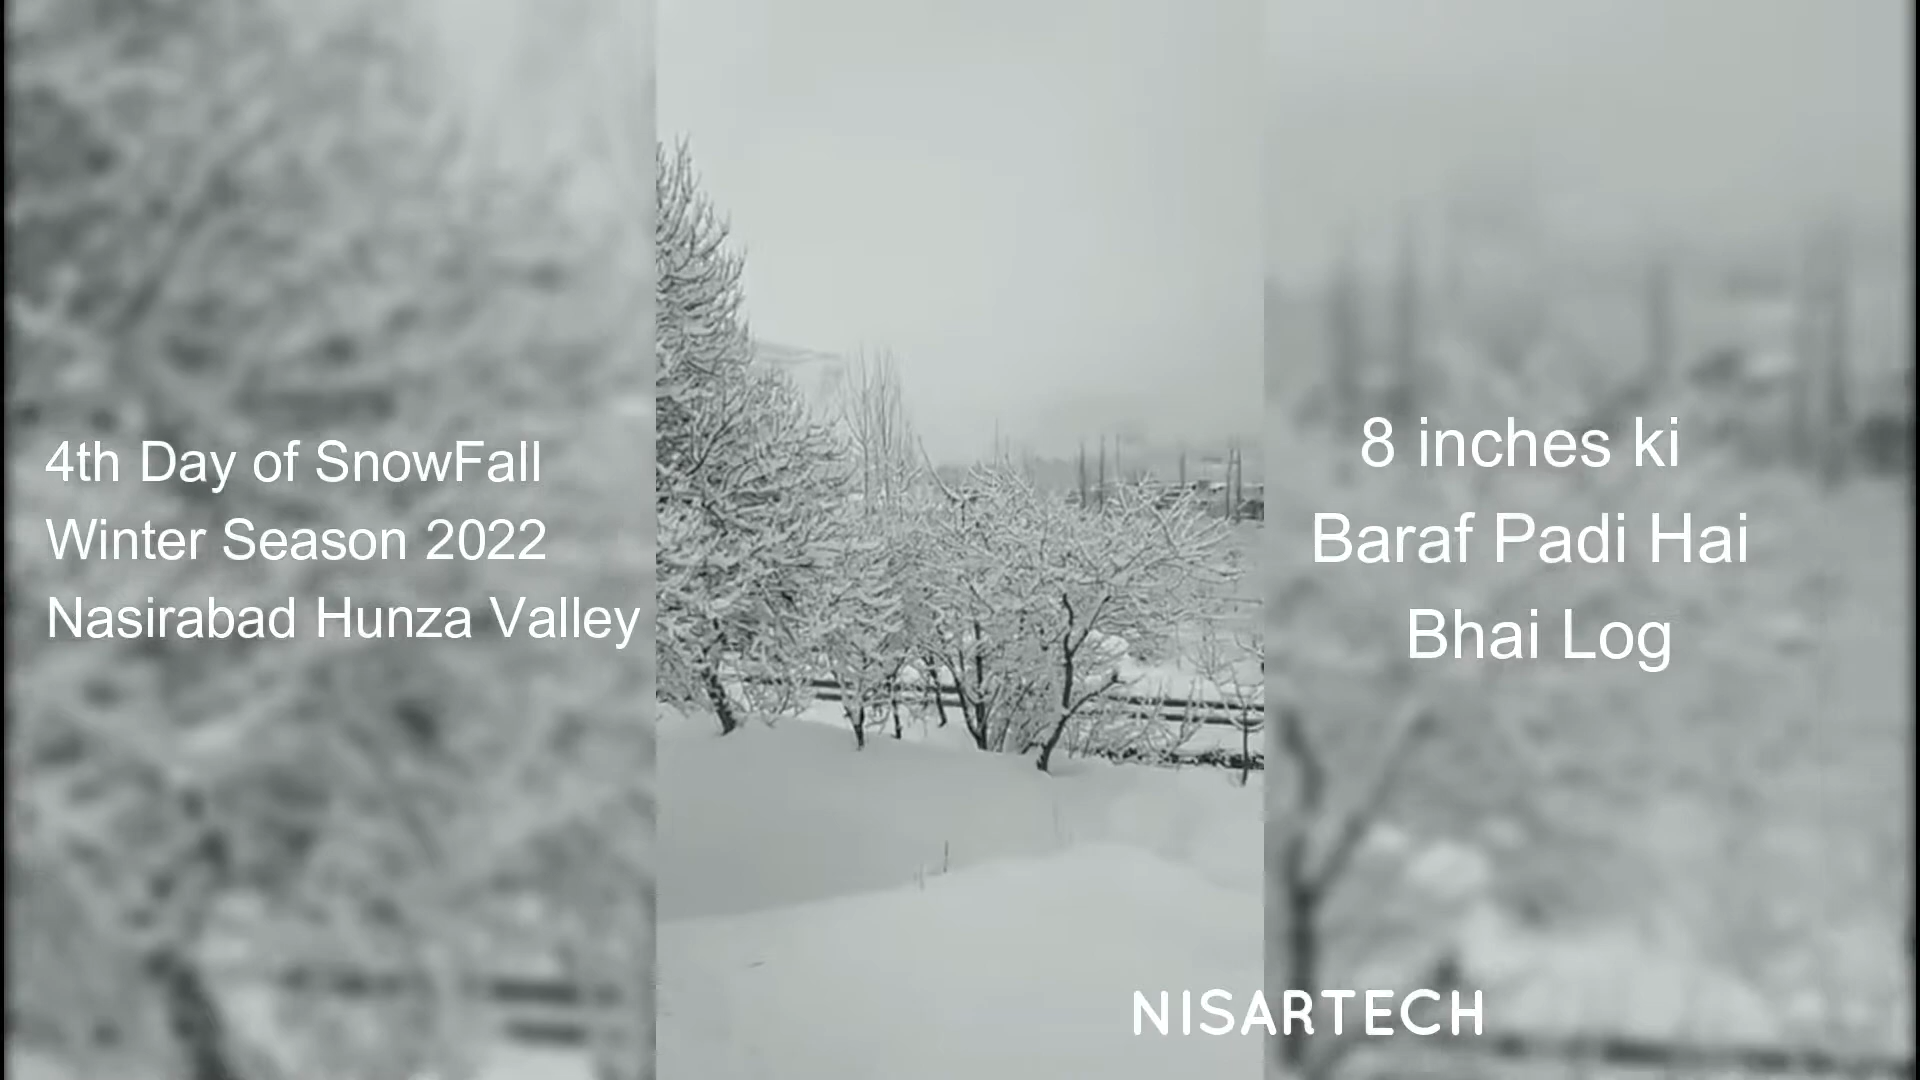 4th Day of SnowFall
Winter Season 2022
Nasirabad Hunza Valley
8 inches ki
Baraf Padi Hai
Bhai Log
NISARTECH